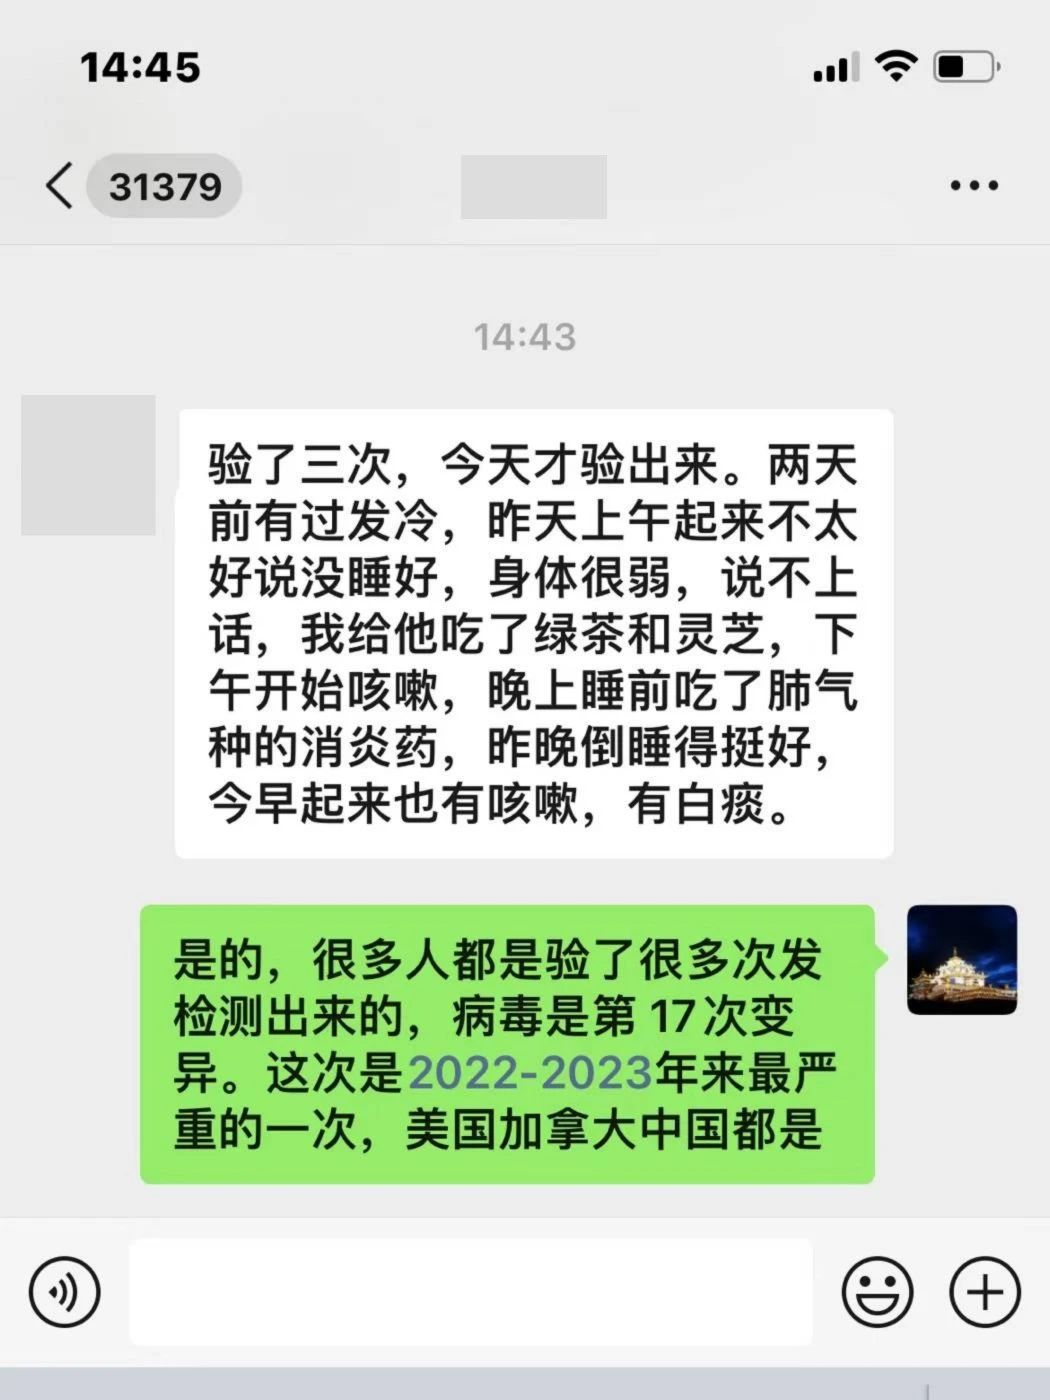 14:45
31379
14:43
验了三次，今天才验出来。两天
前有过发冷，昨天上午起来不太
好说没睡好，身体很弱，说不上
话，我给他吃了绿茶和灵芝，下
午开始咳嗽，晚上睡前吃了肺气
种的消炎药，昨晚倒睡得挺好，
今早起来也有咳嗽，有白痰。
是的，很多人都是验了很多次发
检测出来的，病毒是第 17次变
异。这次是2022-2023年来最严
重的一次，美国加拿大中国都是